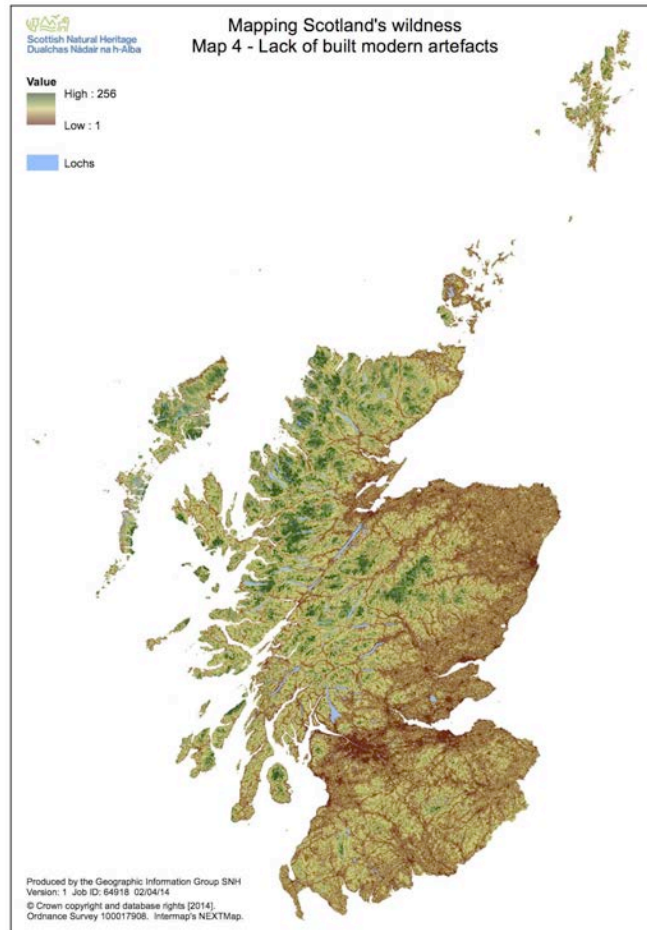 Scottish Natural Heritage
Dualchas Nàdair na h-Alba
Mapping Scotland's wildness
Map 4 - Lack of built modern artefacts
Value
High : 256
Low : 1
Lochs
Produced by the Geographic Information Group SNH
Version: 1 Job ID: 64918 02/04/14
© Crown copyright and database rights [2014].
Ordnance Survey 100017908. Intermap's NEXTMap.